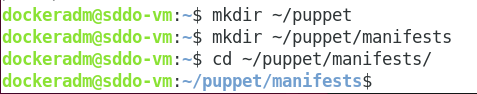 dockeradm@sddo-vm:~$ mkdir ~/puppet
dockeradm@sddo-vm:~$ mkdir ~/puppet/manifests
dockeradm@sddo-vm:~$ cd ~/puppet/manifests/
dockeradm@sddo-vm:~/puppet/manifests$